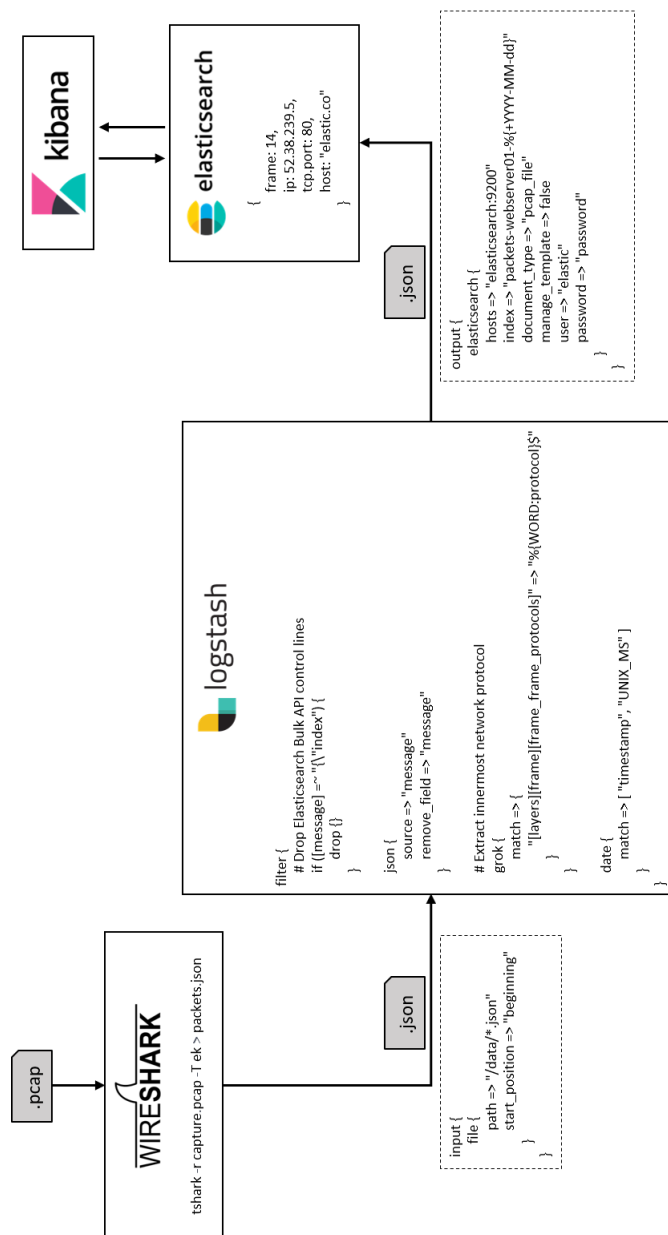 .pcap
WIRESHARK
tshark -r capture.pcap -T ek > packets.json
.json
input {
file {
path => "/data/*.json"
start_position => "beginning"
}
}
logstash
filter {
# Drop Elasticsearch Bulk API control lines
if ([message] =~ "{\"index") {
drop {}
}
json {
source => "message"
remove_field => "message"
}
# Extract innermost network protocol
grok {
match => {
"[layers][frame][frame_frame_protocols]" => "%{WORD:protocol}$"
}
}
date {
match => [ "timestamp", "UNIX_MS" ]
}
}
.json
output {
elasticsearch {
hosts => "elasticsearch:9200"
index => "packets-webserver01-%{+YYYY-MM-dd}"
document_type => "pcap_file"
manage_template => false
user => "elastic"
password => "password"
}
}
elasticsearch
{
frame: 14,
ip: 52.38.239.5,
tcp.port: 80,
host: "elastic.co"
}
kibana